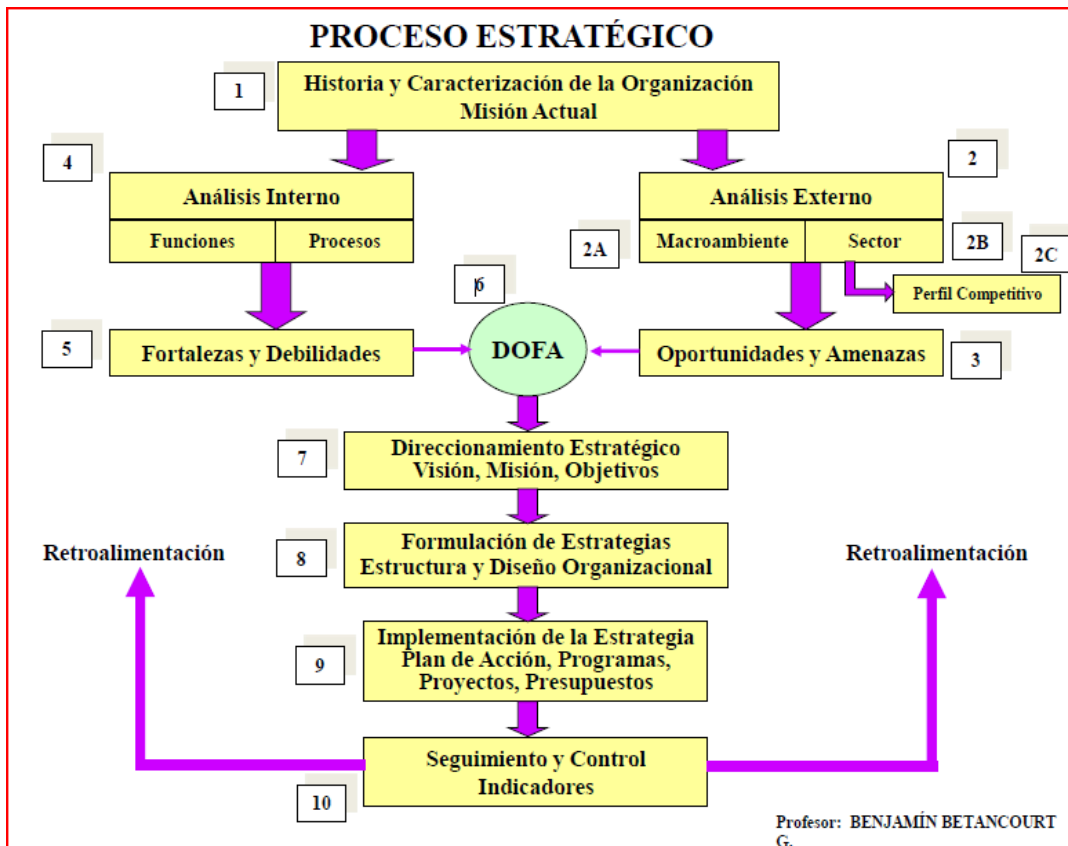 PROCESO ESTRATÉGICO
1
Historia y Caracterización de la Organización
Misión Actual
4
Análisis Interno
Funciones
Procesos
2
Análisis Externo
2A
Macroambiente
Sector
2B
2C
Perfil Competitivo
6
5
Fortalezas y Debilidades
DOFA
Oportunidades y Amenazas
3
7
Direccionamiento Estratégico
Visión, Misión, Objetivos
8
Formulación de Estrategias
Estructura y Diseño Organizacional
Retroalimentación
Retroalimentación
9
Implementación de la Estrategia
Plan de Acción, Programas,
Proyectos, Presupuestos
10
Seguimiento y Control
Indicadores
Profesor: BENJAMÍN BETANCOURT
G.